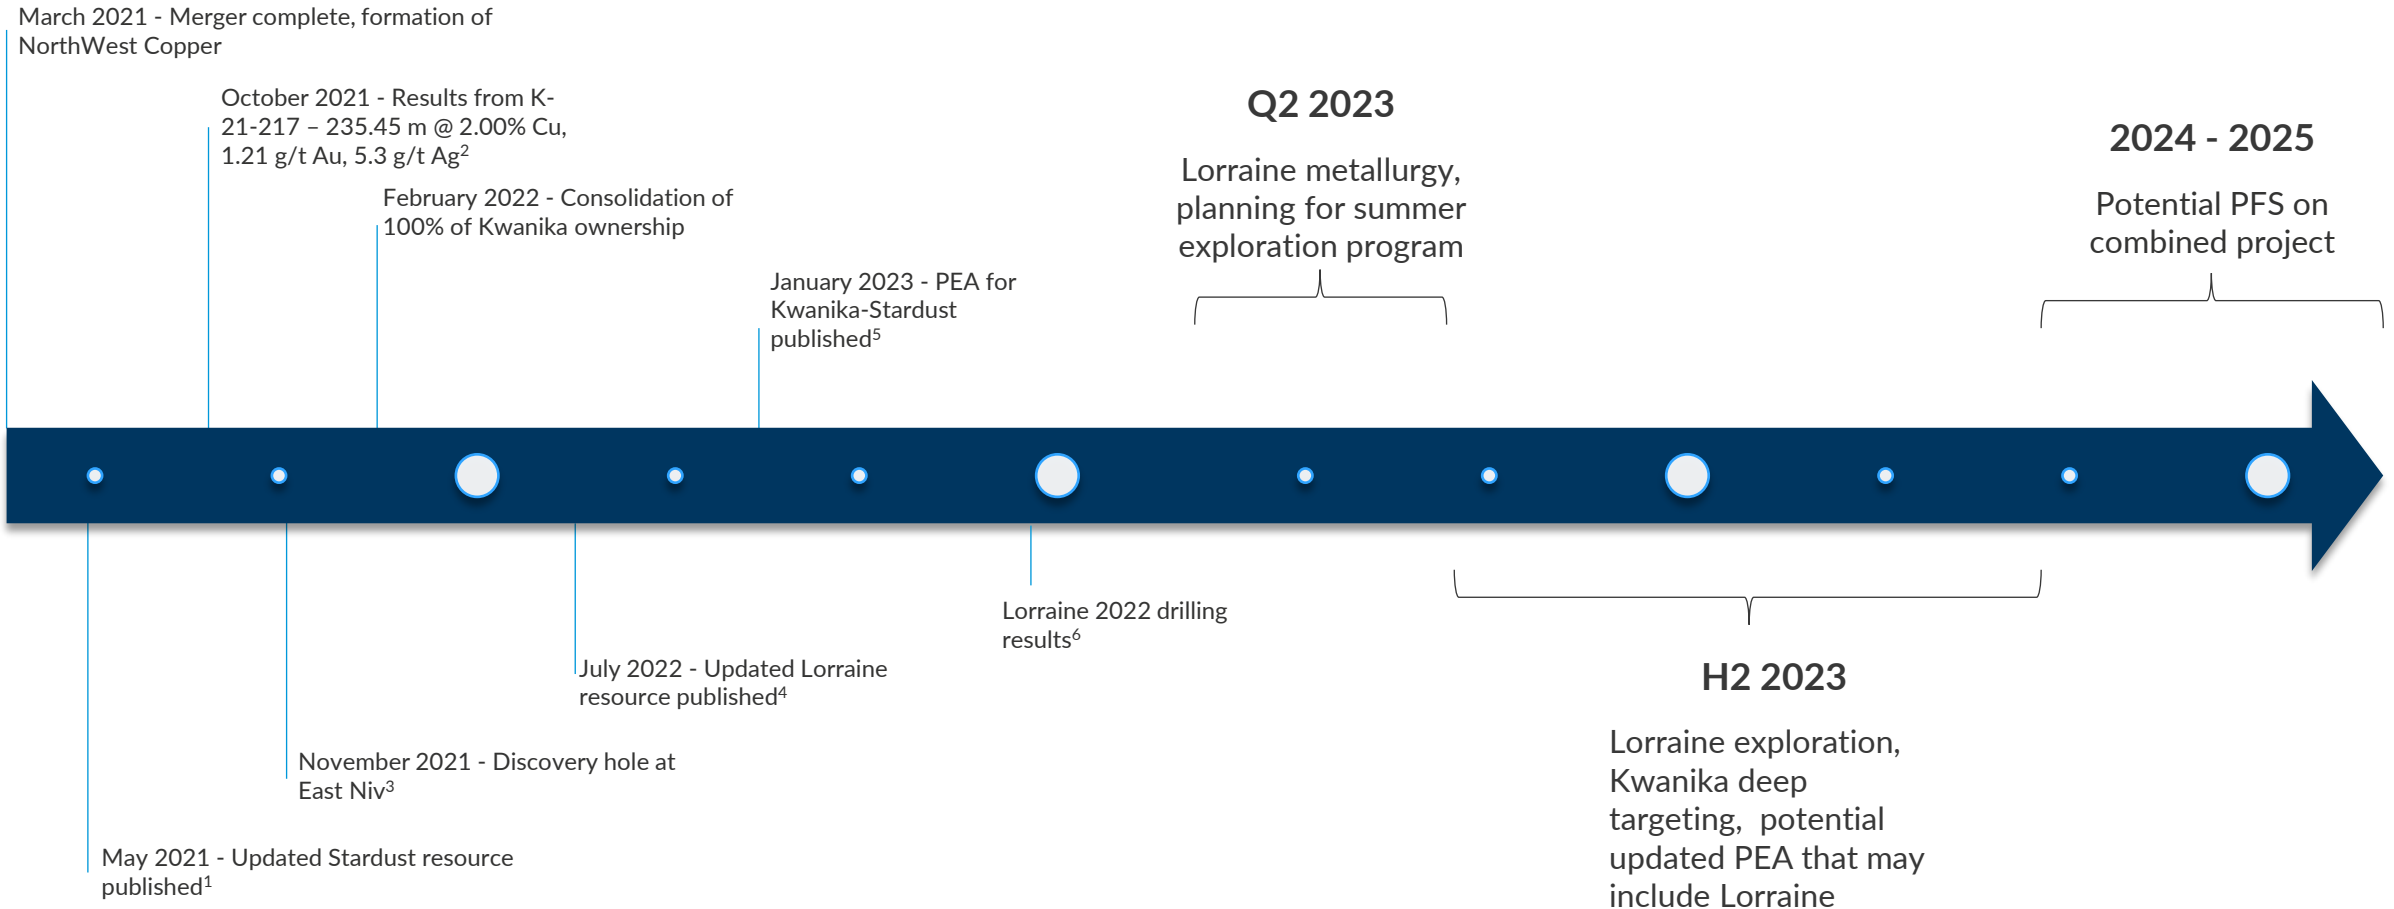 March 2021 - Merger complete, formation of
NorthWest Copper
October 2021 - Results from K-
21-217 – 235.45 m @ 2.00% Cu,
1.21 g/t Au, 5.3 g/t Ag²
February 2022 - Consolidation of
100% of Kwanika ownership
January 2023 - PEA for
Kwanika-Stardust
published⁵
Q2 2023
Lorraine metallurgy,
planning for summer
exploration program
2024 - 2025
Potential PFS on
combined project
Lorraine 2022 drilling
results⁶
July 2022 - Updated Lorraine
resource published⁴
November 2021 - Discovery hole at
East Niv³
May 2021 - Updated Stardust resource
published¹
H2 2023
Lorraine exploration,
Kwanika deep
targeting,  potential
updated PEA that may
include Lorraine